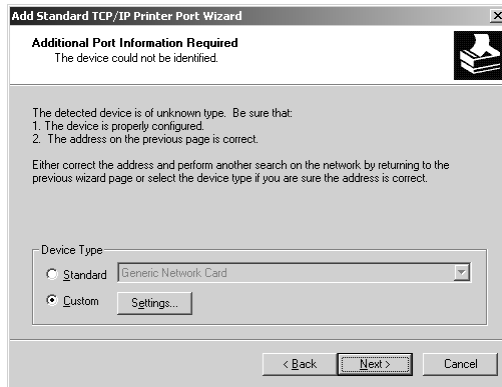 Add Standard TCP/IP Printer Port Wizard
Additional Port Information Required
The device could not be identified.
The detected device is of unknown type. Be sure that:
1. The device is properly configured.
2. The address on the previous page is correct.
Either correct the address and perform another search on the network by returning to the
previous wizard page or select the device type if you are sure the address is correct.
Device Type
Standard
Generic Network Card
Custom
Settings...
< Back
Next >
Cancel